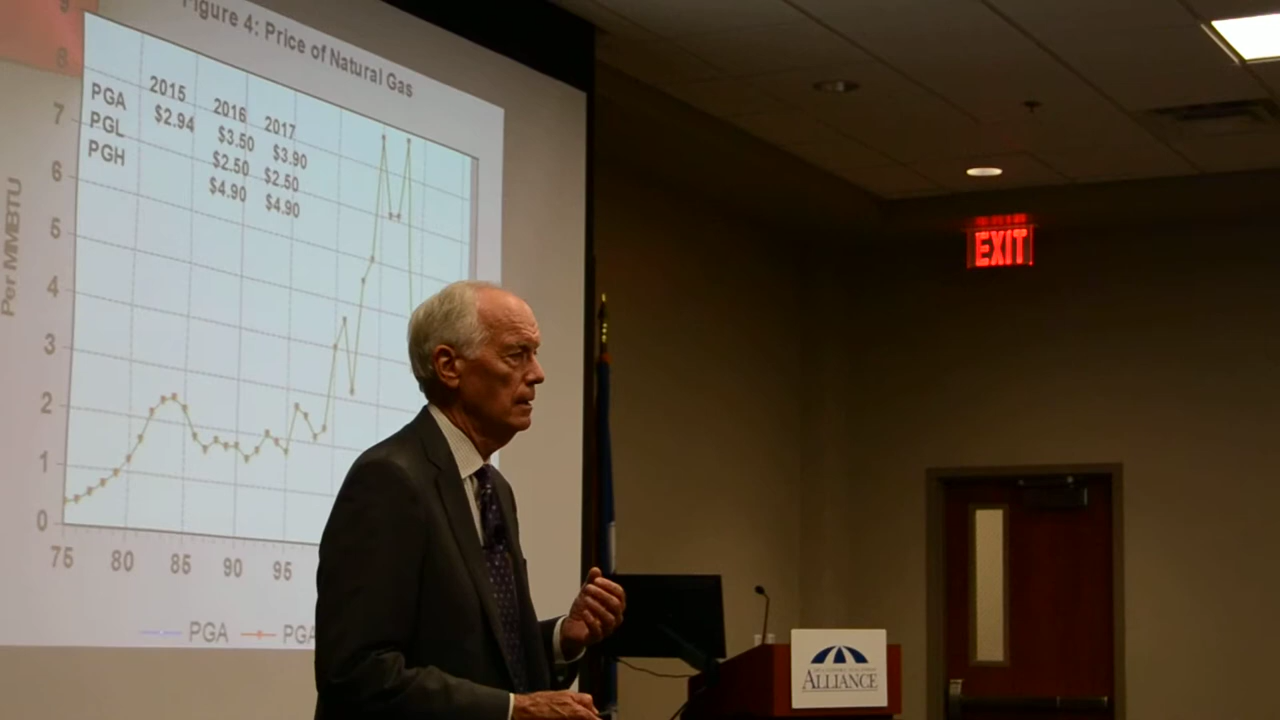 Figure 4: Price of Natural Gas
2015 2016 2017
PGA $2.94 $3.50 $3.90
PGL $2.50 $2.50
PGH $4.90 $4.90
Per MMBTU
9
8
7
6
5
4
3
2
1
0
75 80 85 90 95
PGA PGA
EXIT
ALLIANCE